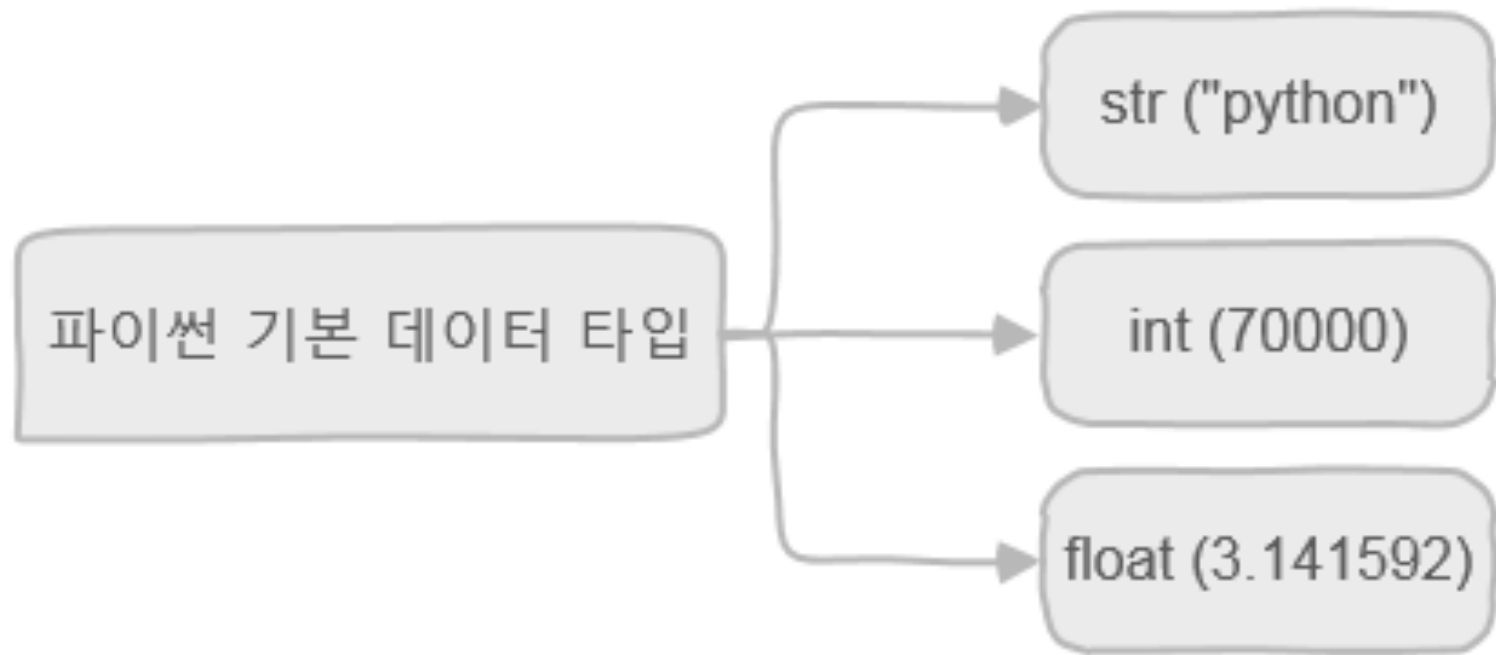 파이썬 기본 데이터 타입
str ("python")
int (70000)
float (3.141592)